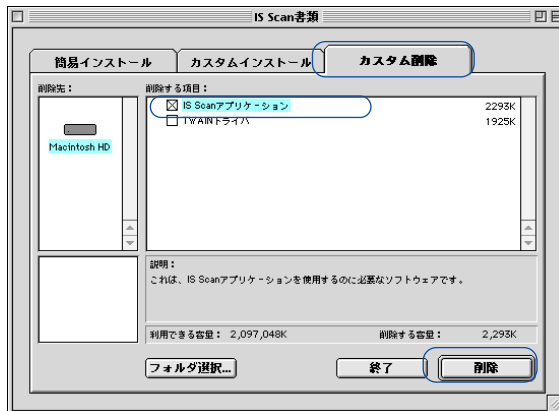 IS Scan書類
簡易インストール カスタムインストール カスタム削除
削除先： 削除する項目：
IS Scanアプリケーション 2293K
TWAINドライバ 1925K
Macintosh HD
説明：
これは、IS Scanアプリケーションを使用するのに必要なソフトウェアです。
利用できる容量： 2,097,048K 削除する容量： 2,293K
フォルダ選択... 終了 削除